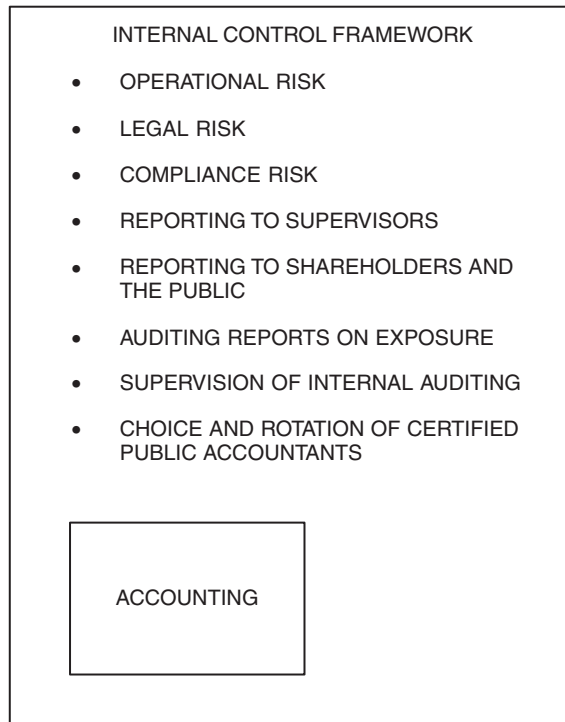 INTERNAL CONTROL FRAMEWORK
• OPERATIONAL RISK
• LEGAL RISK
• COMPLIANCE RISK
• REPORTING TO SUPERVISORS
• REPORTING TO SHAREHOLDERS AND
THE PUBLIC
• AUDITING REPORTS ON EXPOSURE
• SUPERVISION OF INTERNAL AUDITING
• CHOICE AND ROTATION OF CERTIFIED
PUBLIC ACCOUNTANTS
ACCOUNTING